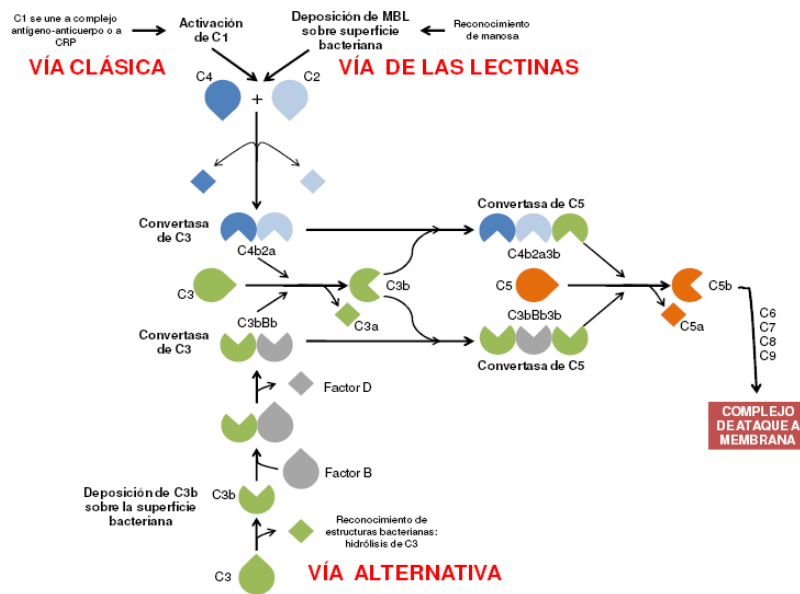 C1 se une a complejo
antígeno-anticuerpo o a
CRP
Activación
de C1
Deposición de MBL
sobre superficie
bacteriana
Reconocimiento
de manosa
VÍA CLÁSICA
VÍA DE LAS LECTINAS
C4
+
C2
Convertasa
de C3
C4b2a
Convertasa de C5
C4b2a3b
C3
C3b
C3a
C5
C5b
C5a
C6
C7
C8
C9
Convertasa
de C3
C3bBb
C3bBb3b
Convertasa de C5
COMPLEJO
DE ATAQUE A
MEMBRANA
Factor D
Factor B
Deposición de C3b
sobre la superficie
bacteriana
C3b
Reconocimiento de
estructuras bacterianas:
hidrólisis de C3
C3
VÍA ALTERNATIVA